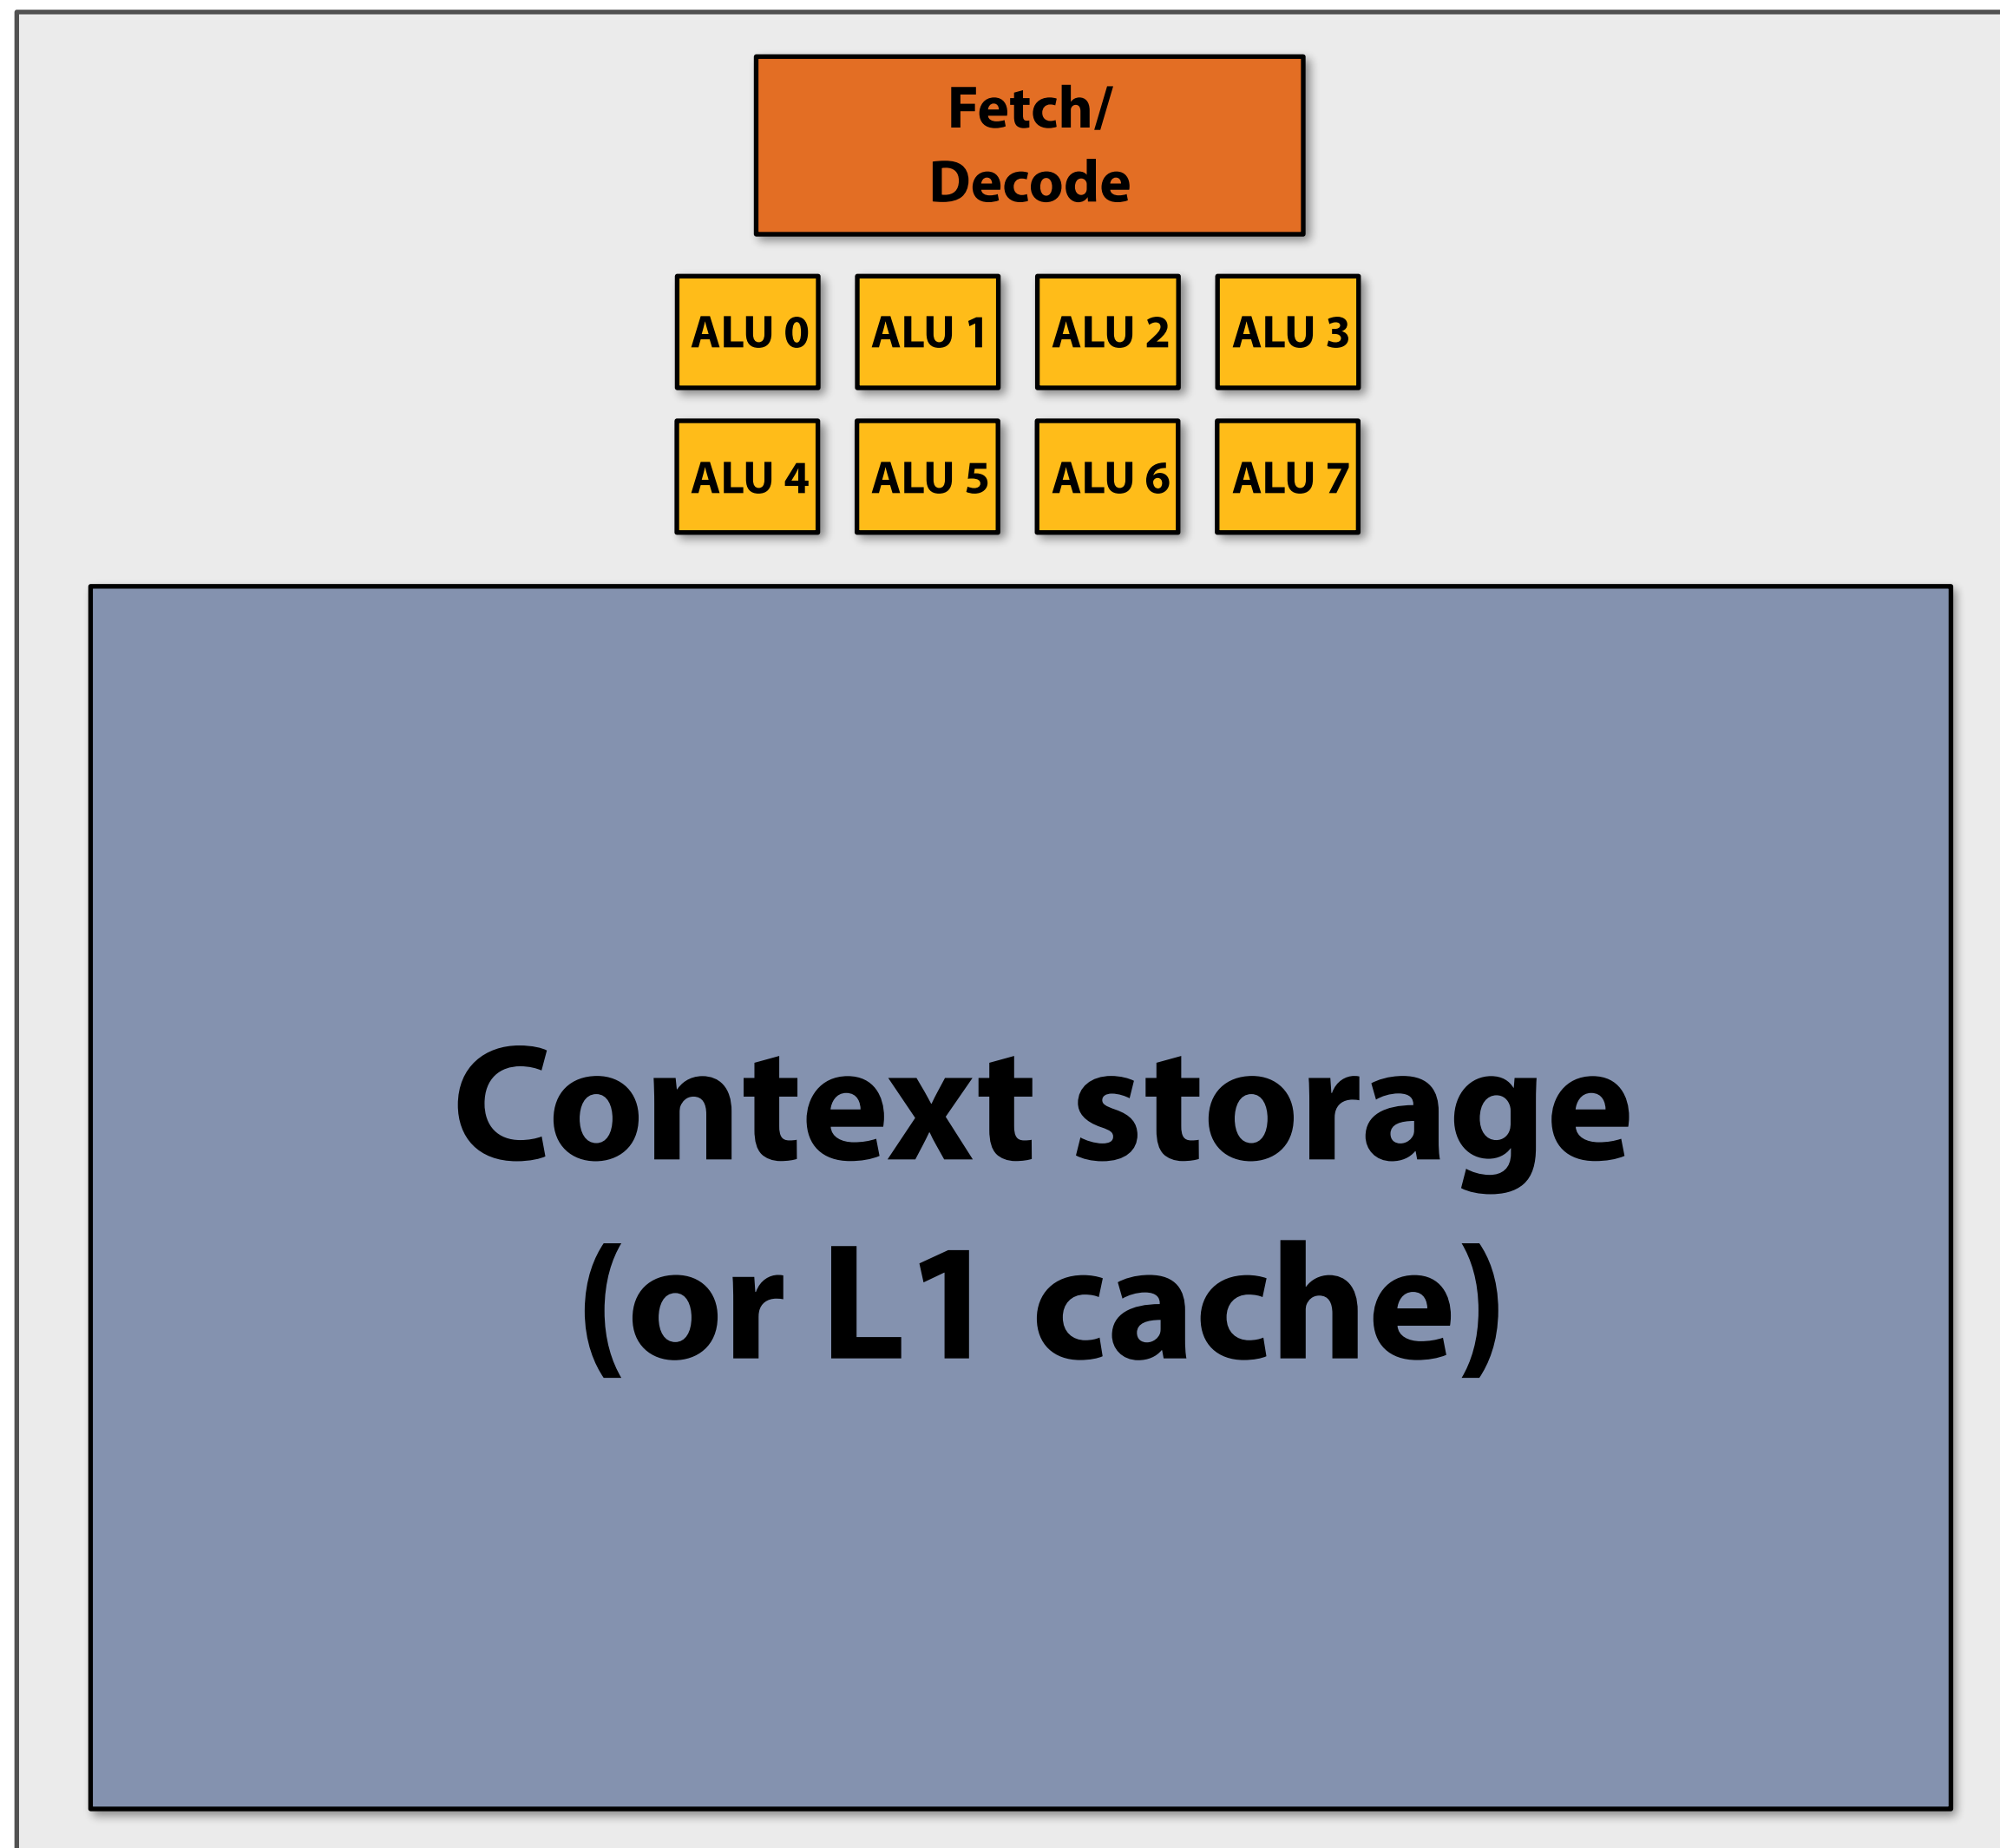 Fetch/
Decode
ALU 0 ALU 1 ALU 2 ALU 3
ALU 4 ALU 5 ALU 6 ALU 7
Context storage
(or L1 cache)